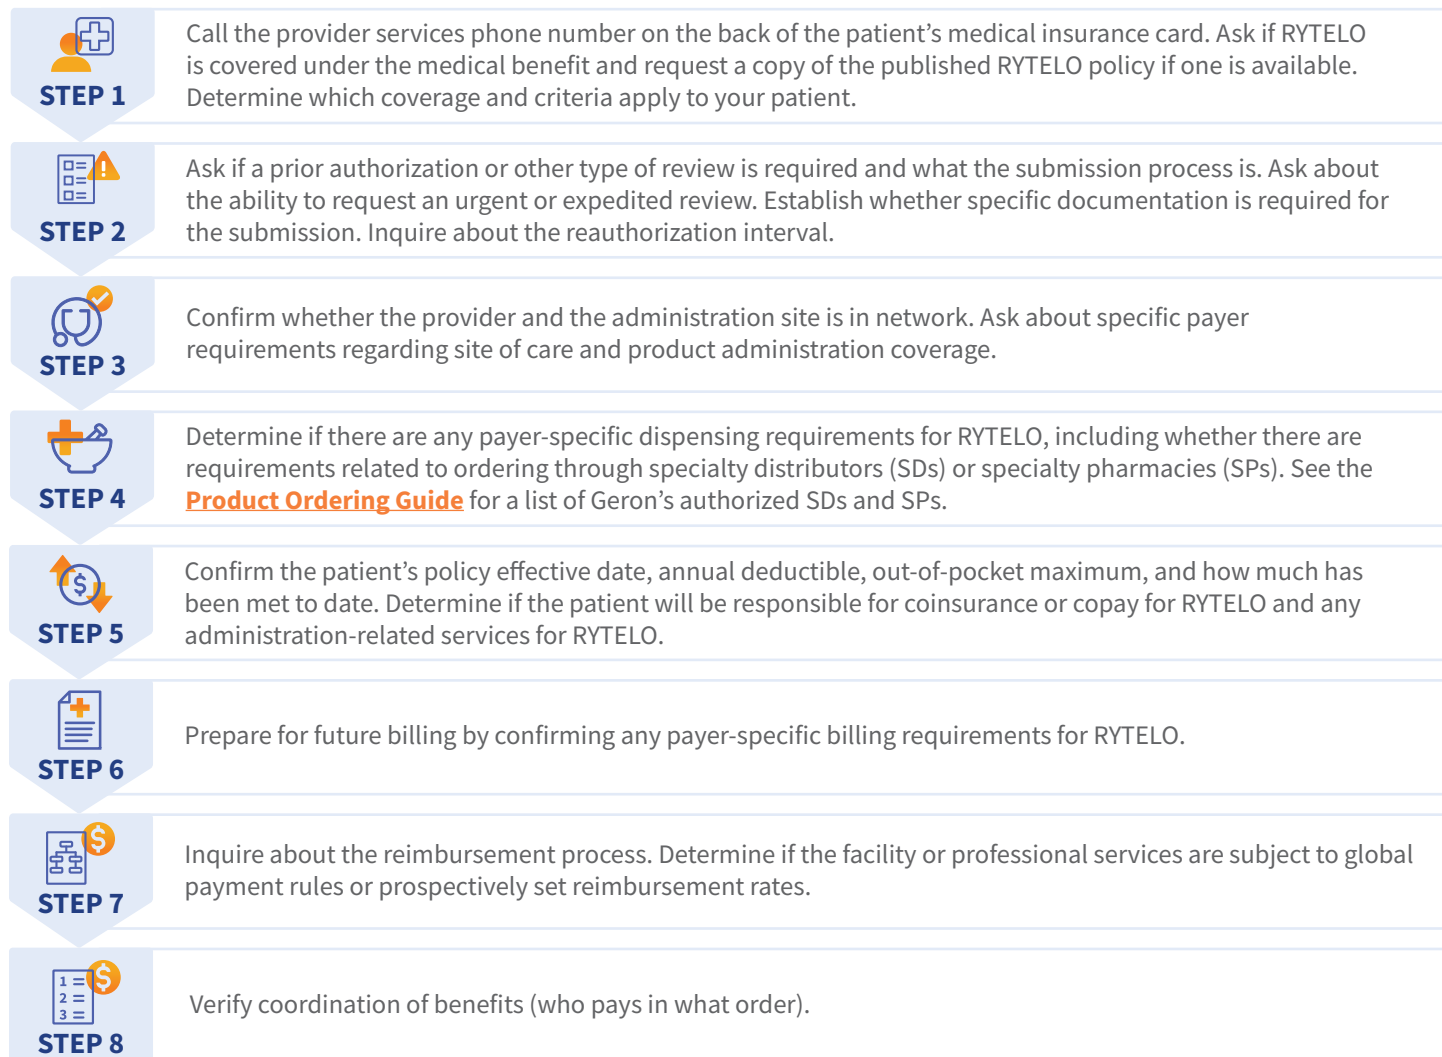 Call the provider services phone number on the back of the patient’s medical insurance card. Ask if RYTELO
is covered under the medical benefit and request a copy of the published RYTELO policy if one is available.
Determine which coverage and criteria apply to your patient.
STEP 1
Ask if a prior authorization or other type of review is required and what the submission process is. Ask about
the ability to request an urgent or expedited review. Establish whether specific documentation is required for
the submission. Inquire about the reauthorization interval.
STEP 2
Confirm whether the provider and the administration site is in network. Ask about specific payer
requirements regarding site of care and product administration coverage.
STEP 3
Determine if there are any payer-specific dispensing requirements for RYTELO, including whether there are
requirements related to ordering through specialty distributors (SDs) or specialty pharmacies (SPs). See the
Product Ordering Guide for a list of Geron’s authorized SDs and SPs.
STEP 4
$
Confirm the patient’s policy effective date, annual deductible, out-of-pocket maximum, and how much has
been met to date. Determine if the patient will be responsible for coinsurance or copay for RYTELO and any
administration-related services for RYTELO.
STEP 5
Prepare for future billing by confirming any payer-specific billing requirements for RYTELO.
STEP 6
$
Inquire about the reimbursement process. Determine if the facility or professional services are subject to global
payment rules or prospectively set reimbursement rates.
STEP 7
$
1 =
2 =
3 =
Verify coordination of benefits (who pays in what order).
STEP 8